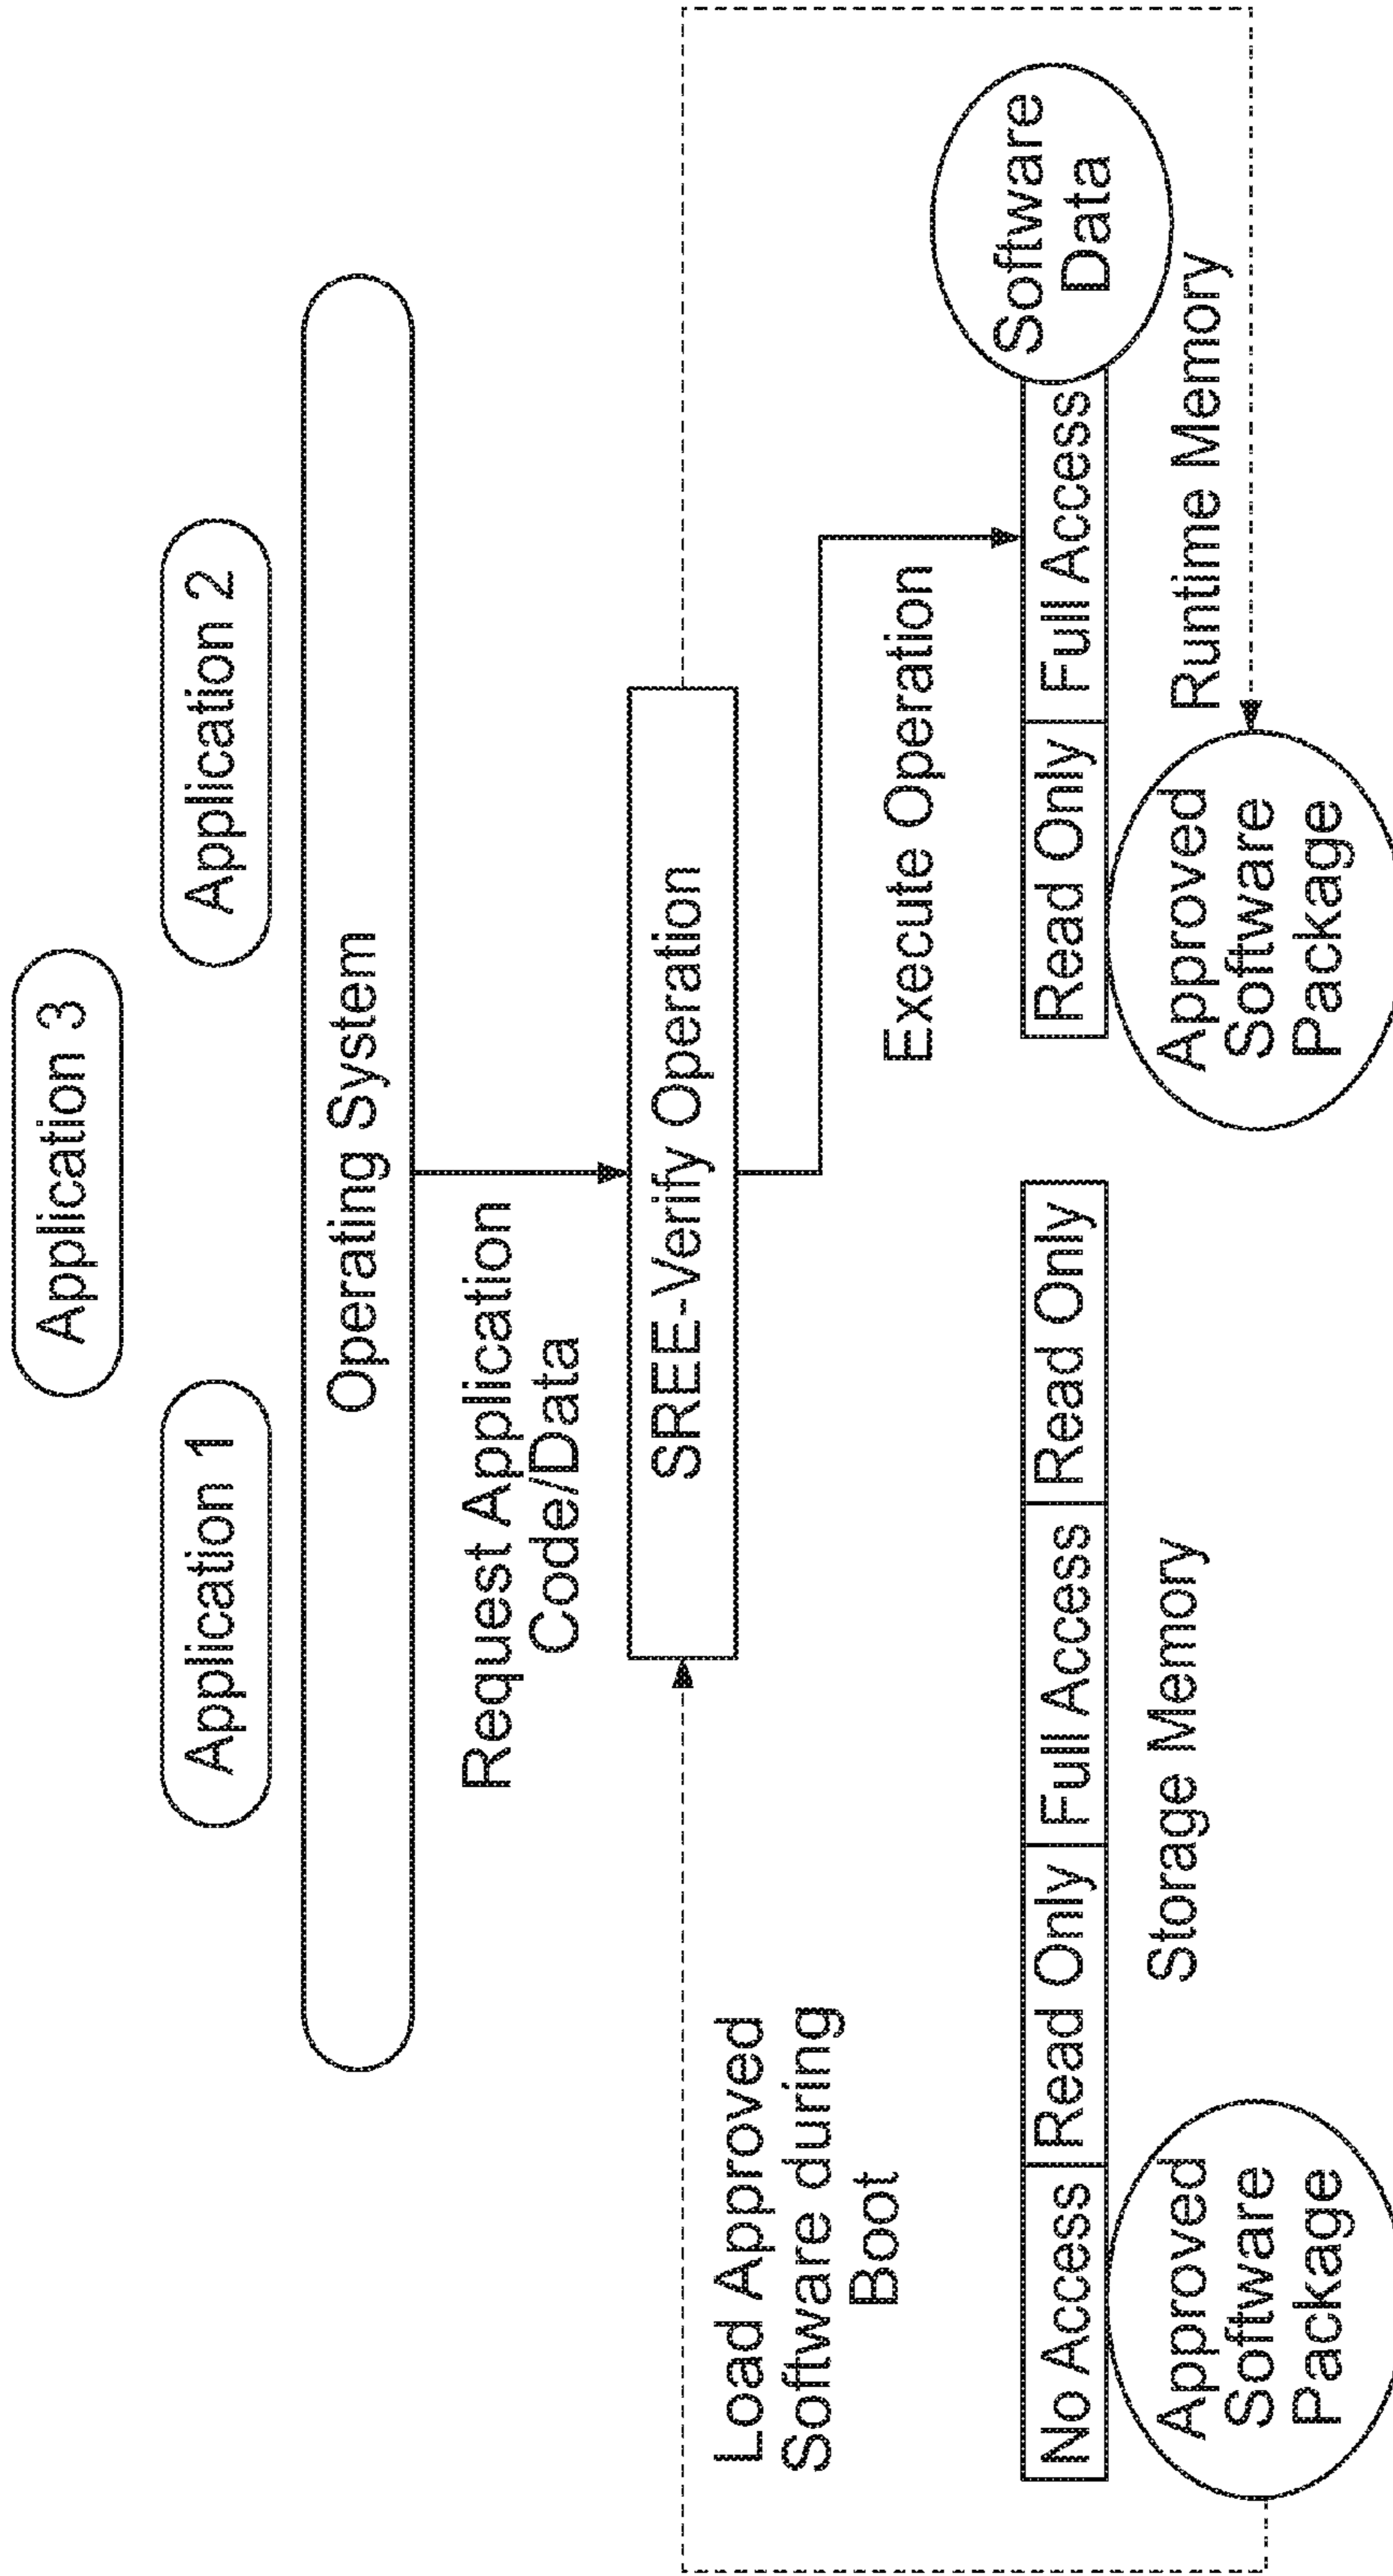 Application 3
Application 1
Application 2
Operating System
Request Application
Code/Data
SREE-Verify Operation
Load Approved
Software during
Boot
Execute Operation
No Access
Read Only
Full Access
Read Only
Read Only
Full Access
Software
Data
Storage Memory
Runtime Memory
Approved
Software
Package
Approved
Software
Package